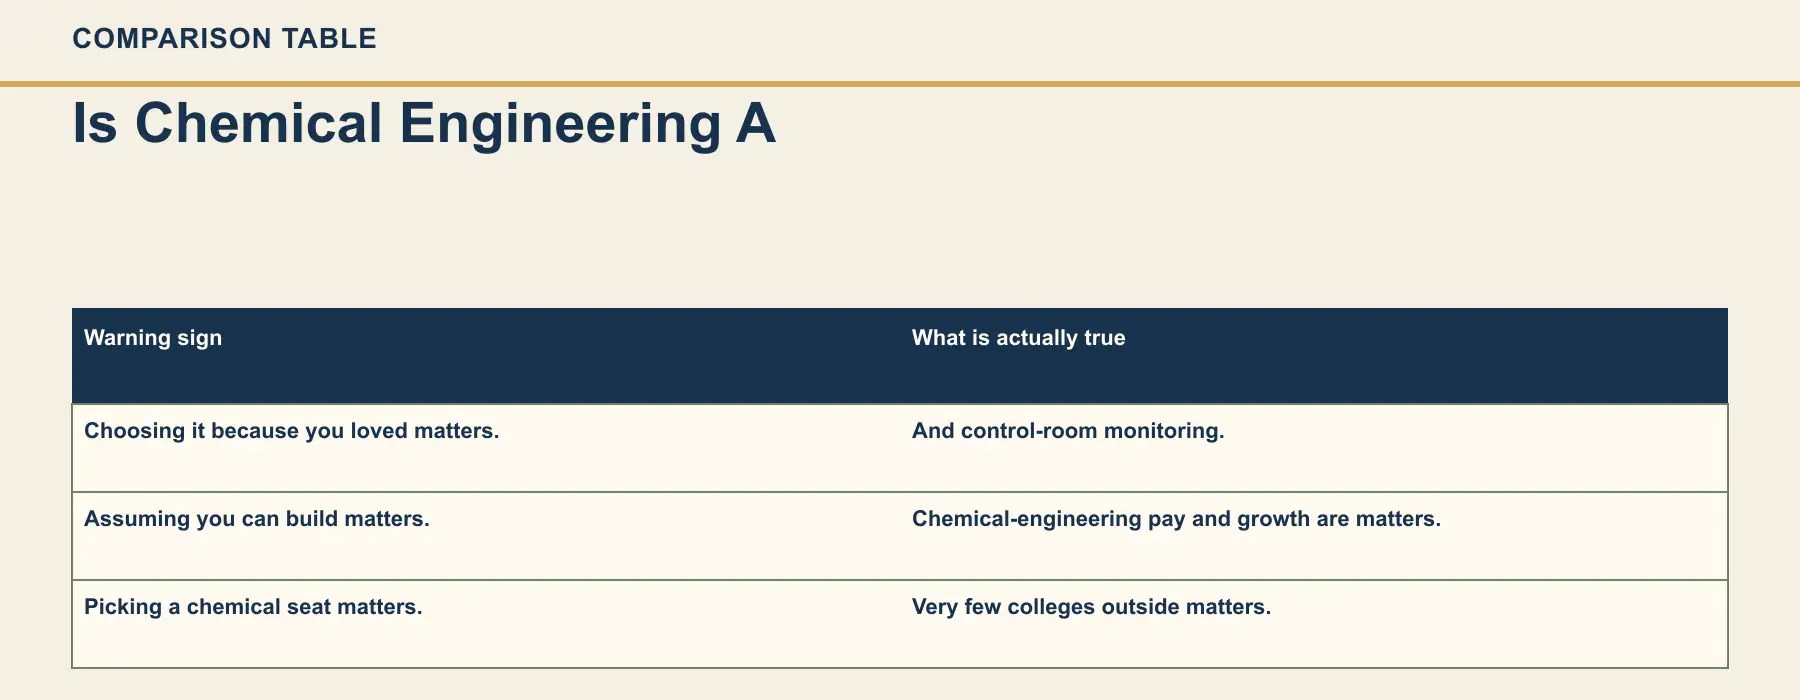 COMPARISON TABLE
Is Chemical Engineering A
Warning sign
What is actually true
Choosing it because you loved matters.
And control-room monitoring.
Assuming you can build matters.
Chemical-engineering pay and growth are matters.
Picking a chemical seat matters.
Very few colleges outside matters.